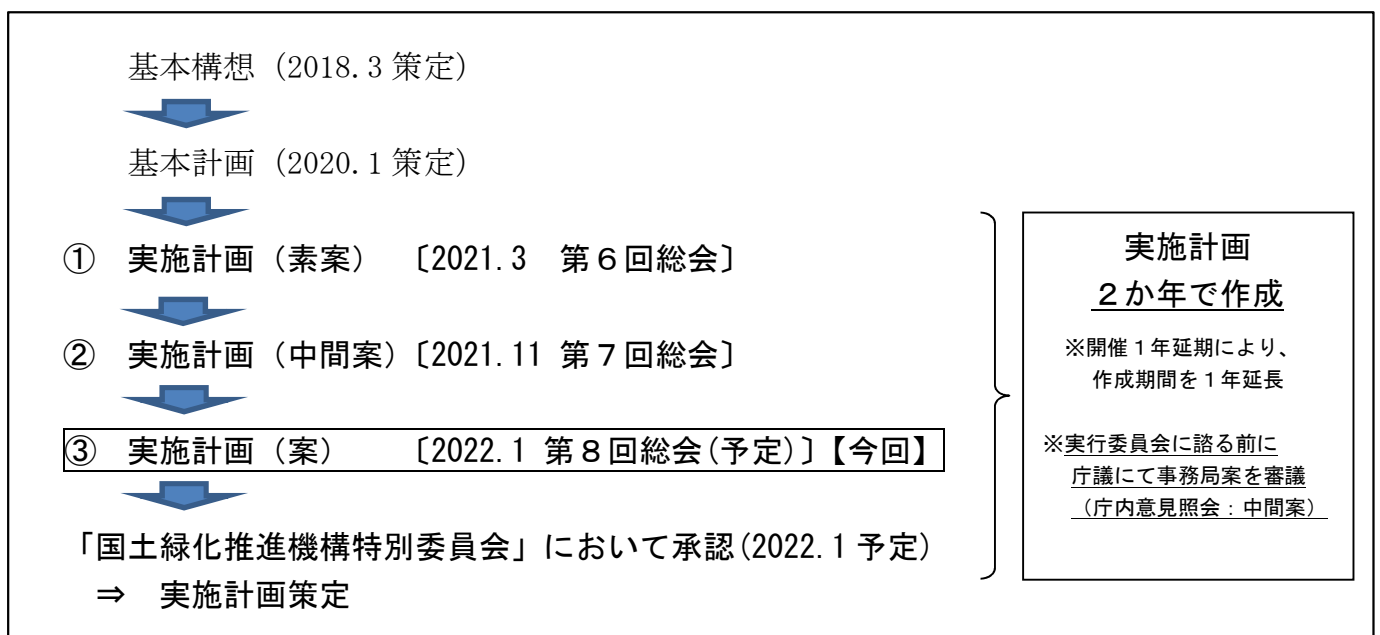 基本構想（2018.3 策定）
基本計画（2020.1 策定）
① 実施計画（素案） 〔2021.3 第６回総会〕
② 実施計画（中間案）〔2021.11 第７回総会〕
③ 実施計画（案） 〔2022.1 第８回総会(予定)〕【今回】
「国土緑化推進機構特別委員会」において承認(2022.1 予定)
⇒ 実施計画策定
実施計画
２か年で作成
※開催１年延期により、
作成期間を１年延長
※実行委員会に諮る前に
庁議にて事務局案を審議
（庁内意見照会：中間案）